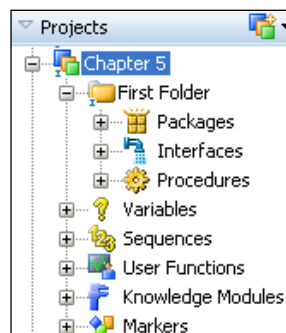 Projects
Chapter 5
First Folder
Packages
Interfaces
Procedures
Variables
Sequences
User Functions
Knowledge Modules
Markers